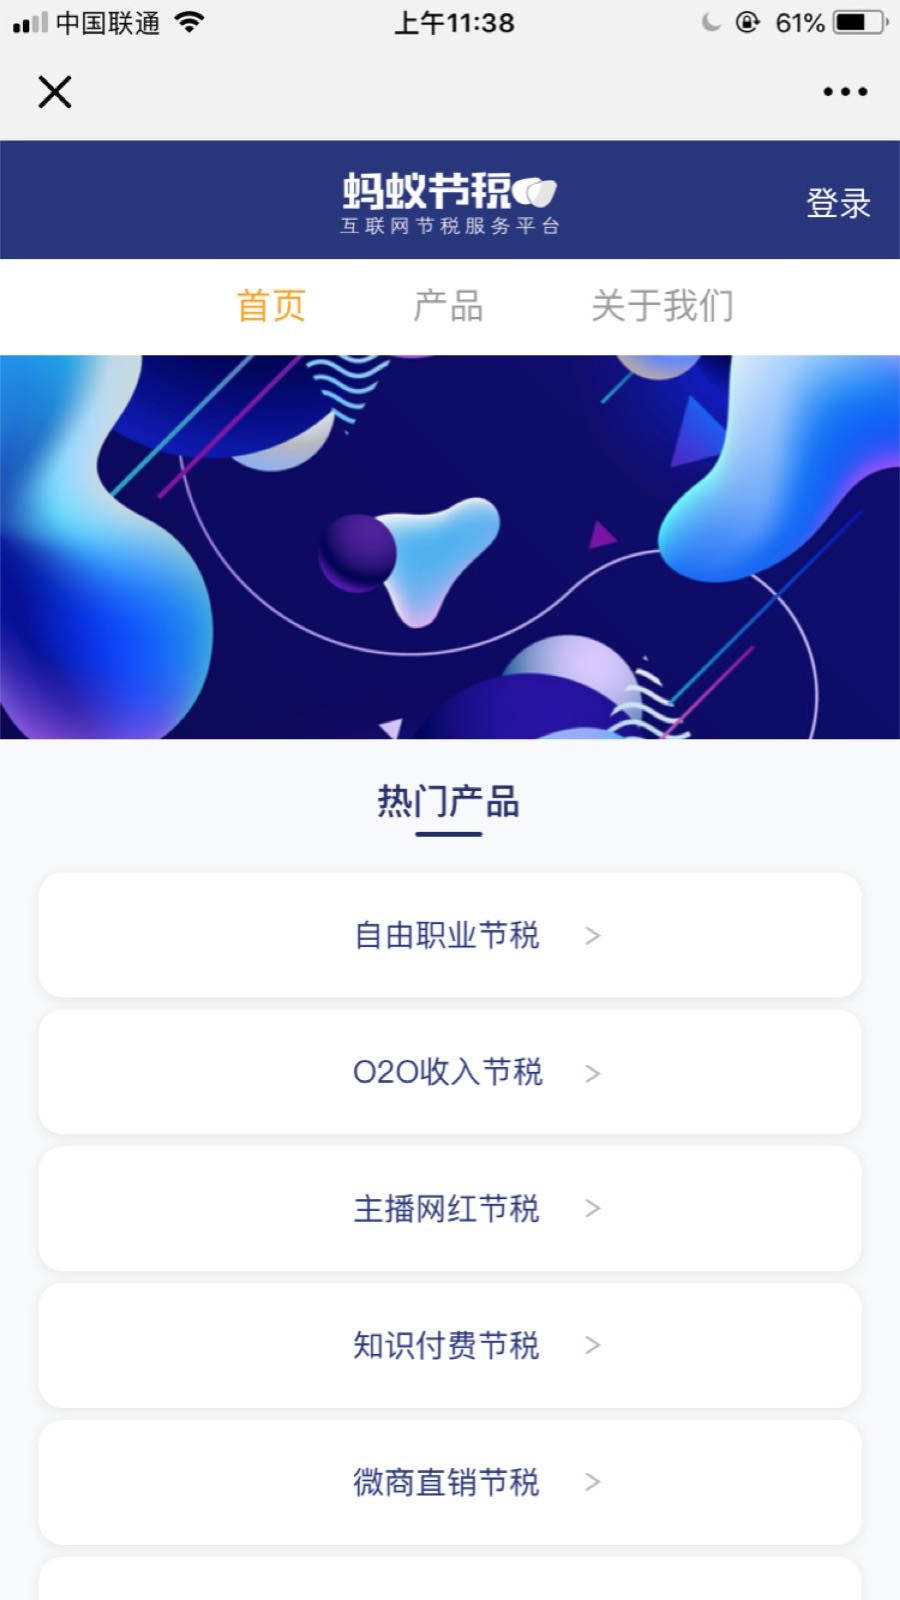 中国联通 上午11:38 61%
蚂蚁节税
互联网节税服务平台
登录
首页 产品 关于我们
热门产品
自由职业节税 >
O2O收入节税 >
主播网红节税 >
知识付费节税 >
微商直销节税 >